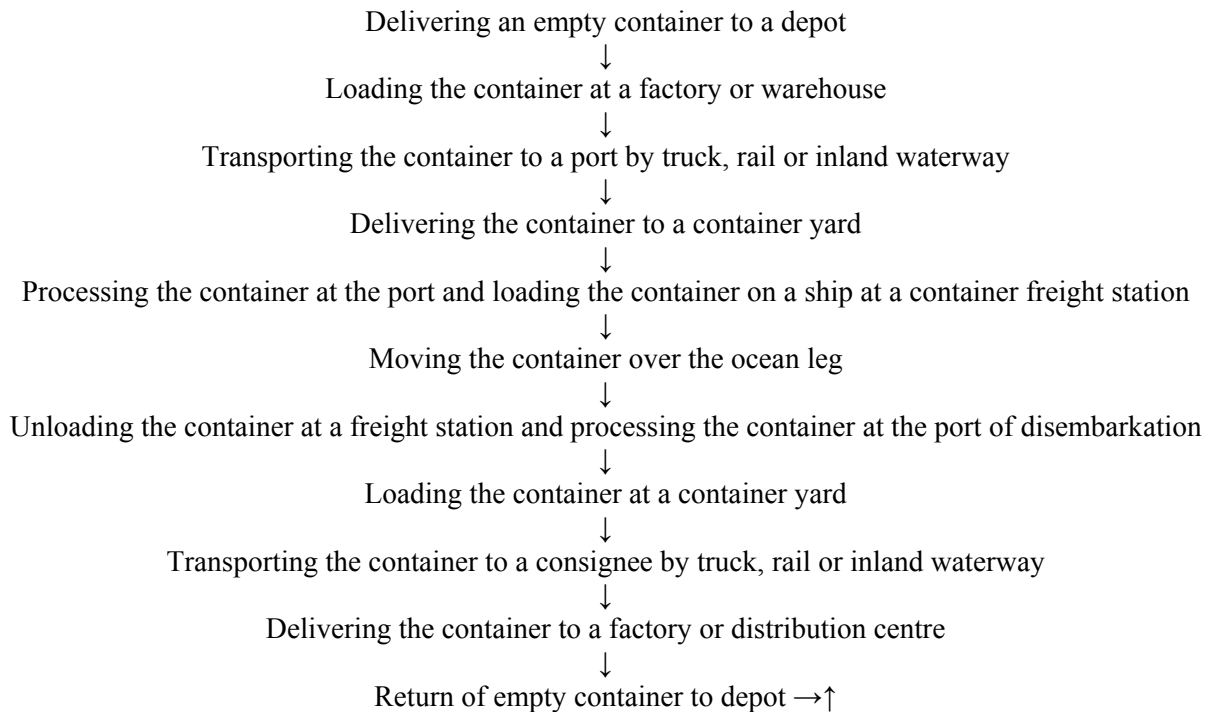 Delivering an empty container to a depot
↓
Loading the container at a factory or warehouse
↓
Transporting the container to a port by truck, rail or inland waterway
↓
Delivering the container to a container yard
↓
Processing the container at the port and loading the container on a ship at a container freight station
↓
Moving the container over the ocean leg
↓
Unloading the container at a freight station and processing the container at the port of disembarkation
↓
Loading the container at a container yard
↓
Transporting the container to a consignee by truck, rail or inland waterway
↓
Delivering the container to a factory or distribution centre
↓
Return of empty container to depot →↑